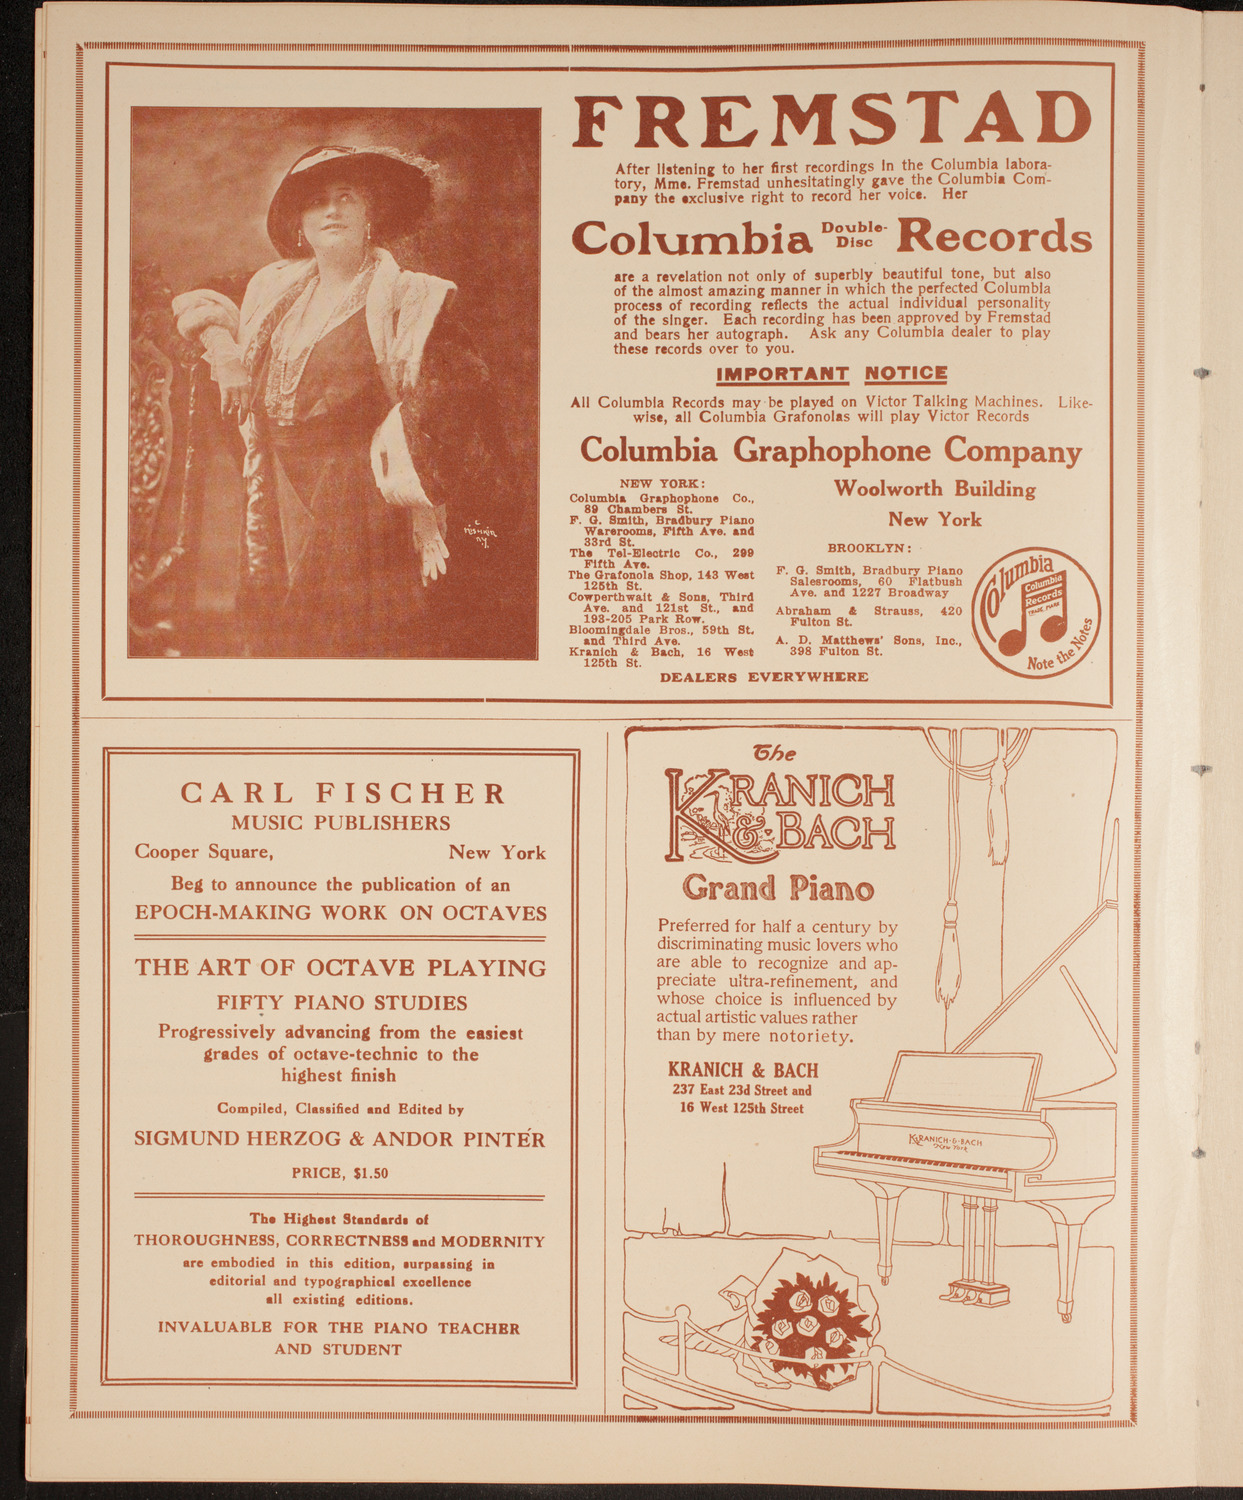 FREMSTAD
After listening to her first recordings in the Columbia labora-
tory, Mme. Fremstad unhesitatingly gave the Columbia Com-
pany the exclusive right to record her voice. Her
Columbia Double-Disc Records
are a revelation not only of superbly beautiful tone, but also
of the almost amazing manner in which the perfected Columbia
process of recording reflects the actual individual personality
of the singer. Each recording has been approved by Fremstad
and bears her autograph. Ask any Columbia dealer to play
these records over to you.
IMPORTANT NOTICE
All Columbia Records may be played on Victor Talking Machines. Like-
wise, all Columbia Grafonolas will play Victor Records
Columbia Graphophone Company
Woolworth Building
New York
NEW YORK:
Columbia Graphophone Co.,
89 Chambers St.
F. G. Smith, Bradbury Piano
Warerooms, Fifth Ave. and
33rd St.
The Tel-Electric Co., 299
Fifth Ave.
The Grafonola Shop, 143 West
125th St.
Cowperthwait & Sons, Third
Ave. and 121st St., and
193-205 Park Row.
Bloomingdale Bros., 59th St.
and Third Ave.
Kranich & Bach, 16 West
125th St.
BROOKLYN:
F. G. Smith, Bradbury Piano
Salesrooms, 60 Flatbush
Ave. and 1227 Broadway
Abraham & Strauss, 420
Fulton St.
A. D. Matthews' Sons, Inc.,
398 Fulton St.
Columbia
Columbia
Records
TRADE MARK
Note the Notes
DEALERS EVERYWHERE
Mishkin
N.Y.
CARL FISCHER
MUSIC PUBLISHERS
Cooper Square, New York
Beg to announce the publication of an
EPOCH-MAKING WORK ON OCTAVES
THE ART OF OCTAVE PLAYING
FIFTY PIANO STUDIES
Progressively advancing from the easiest
grades of octave-technic to the
highest finish
Compiled, Classified and Edited by
SIGMUND HERZOG & ANDOR PINTÉR
PRICE, $1.50
The Highest Standards of
THOROUGHNESS, CORRECTNESS and MODERNITY
are embodied in this edition, surpassing in
editorial and typographical excellence
all existing editions.
INVALUABLE FOR THE PIANO TEACHER
AND STUDENT
The
KRANICH
& BACH
Grand Piano
Preferred for half a century by
discriminating music lovers who
are able to recognize and ap-
preciate ultra-refinement, and
whose choice is influenced by
actual artistic values rather
than by mere notoriety.
KRANICH & BACH
237 East 23d Street and
16 West 125th Street
KRANICH & BACH
New York